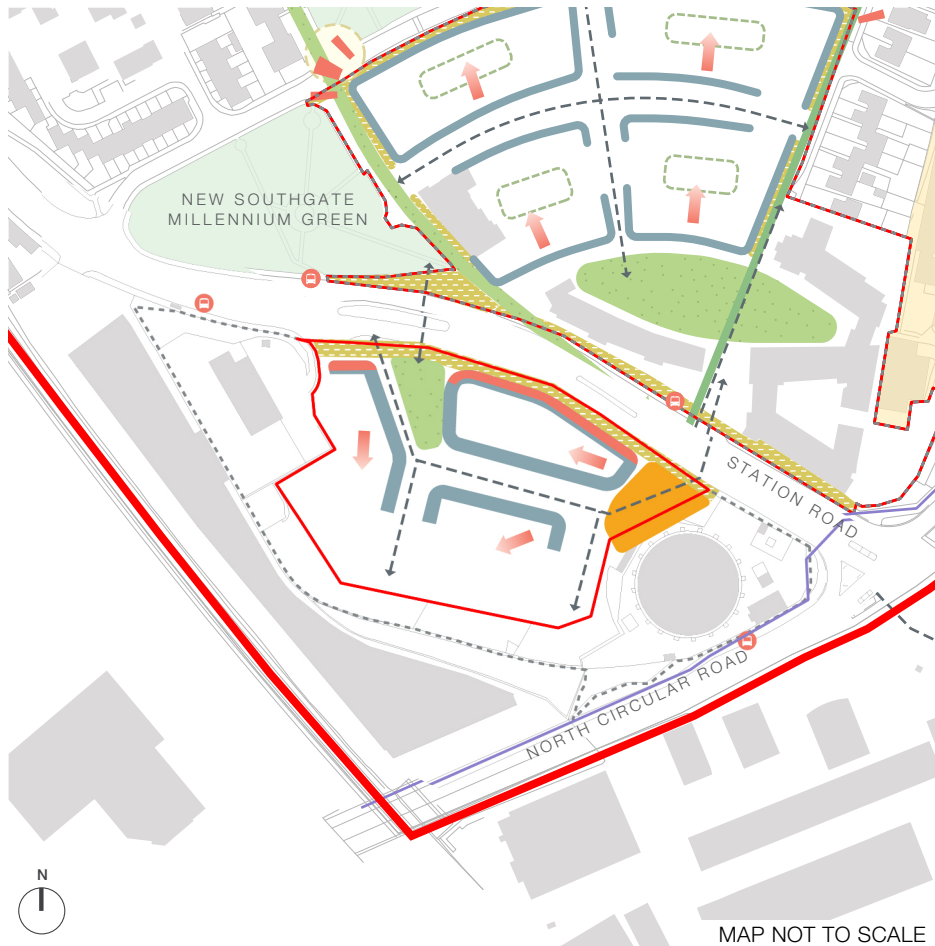 NEW SOUTHGATE
MILLENNIUM GREEN
STATION ROAD
NORTH CIRCULAR ROAD
N
MAP NOT TO SCALE